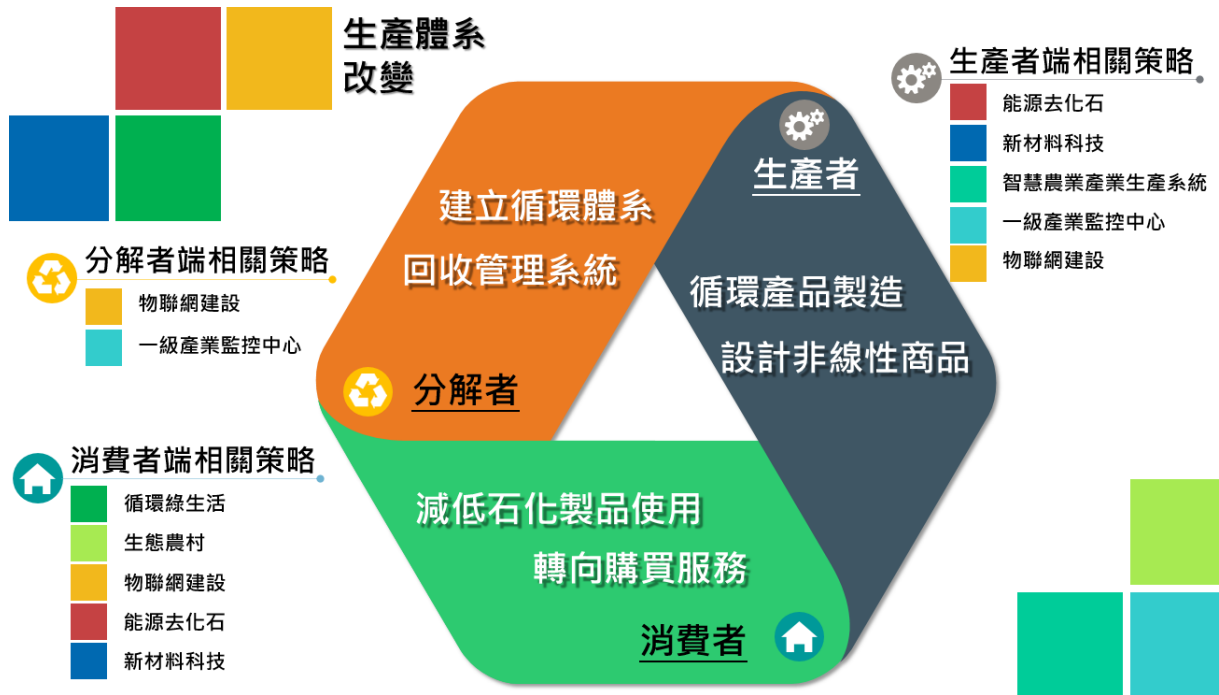 生產體系
改變
生產者端相關策略
能源去化石
新材料科技
智慧農業產業生產系統
一級產業監控中心
物聯網建設
生產者
循環產品製造
設計非線性商品
建立循環體系
回收管理系統
分解者
分解者端相關策略
物聯網建設
一級產業監控中心
消費者端相關策略
循環綠生活
生態農村
物聯網建設
能源去化石
新材料科技
減低石化製品使用
轉向購買服務
消費者